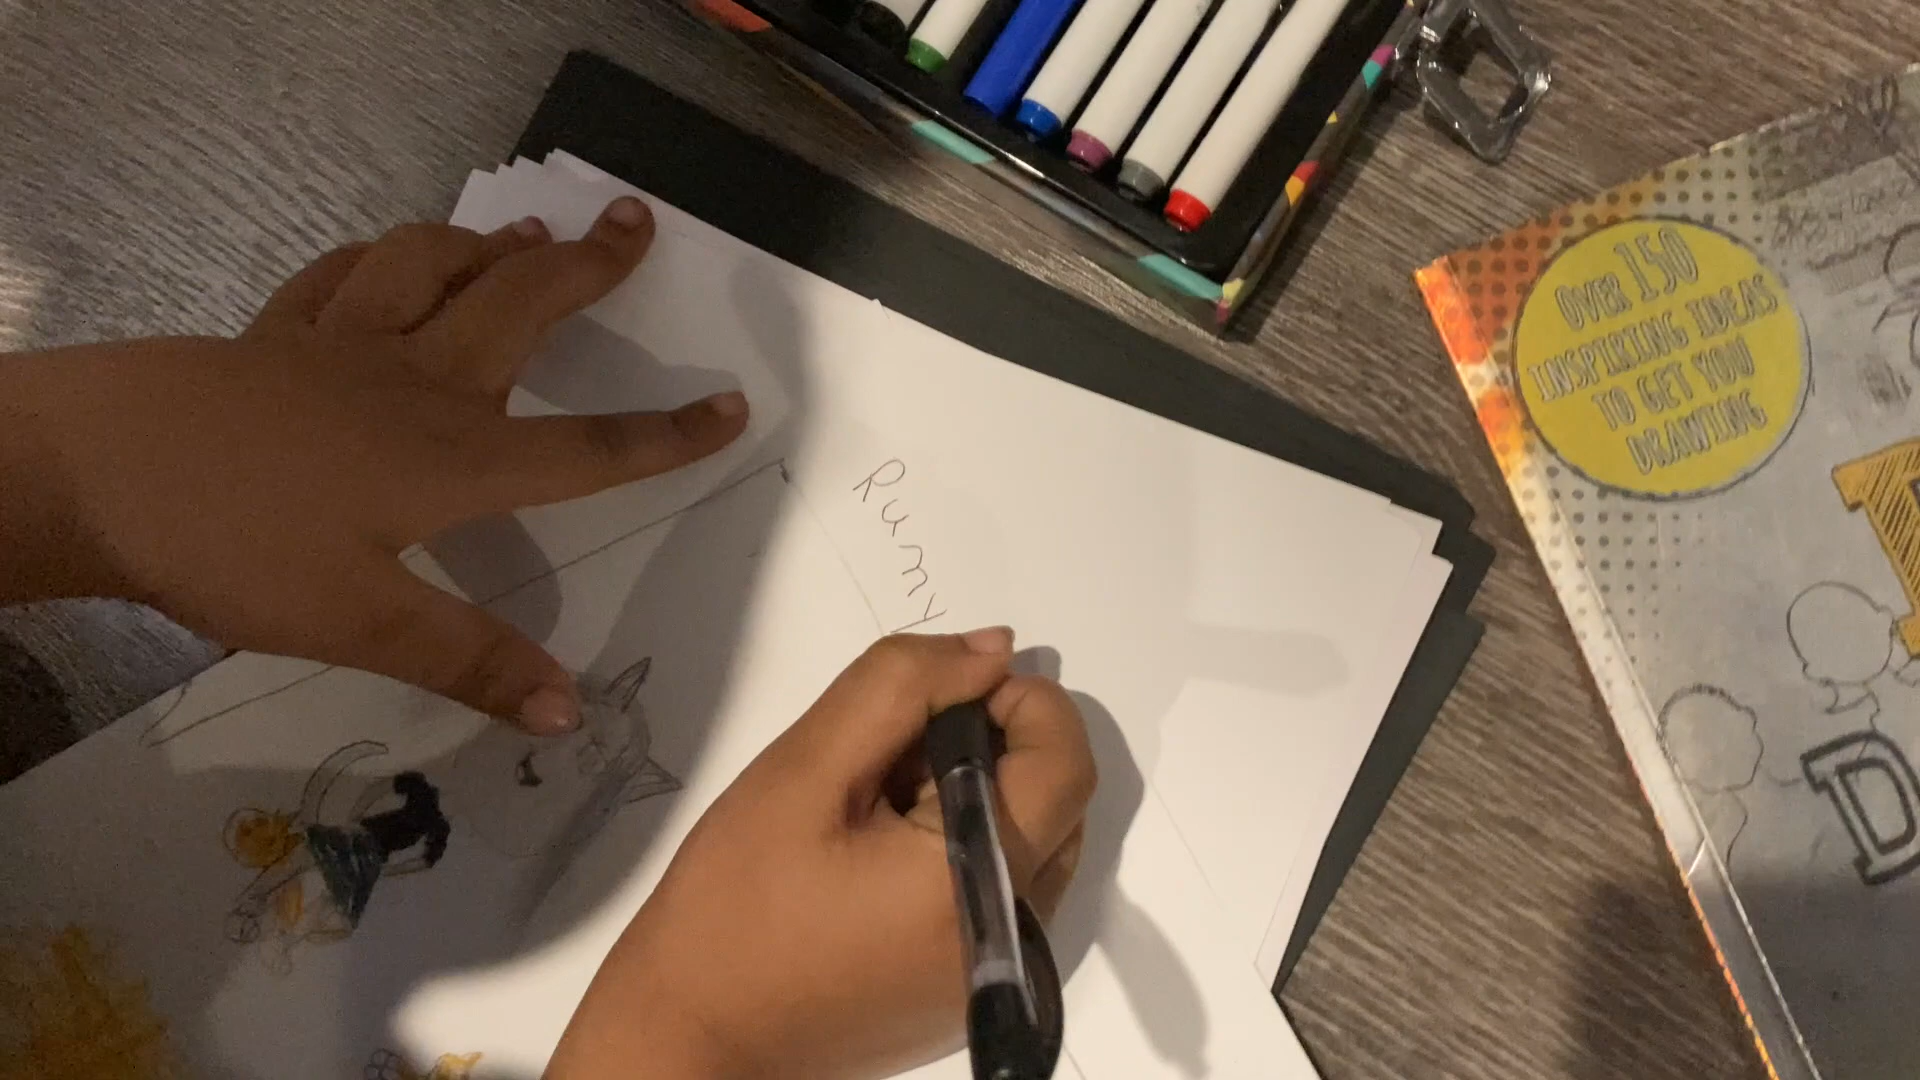 Rumy
OVER 150
INSPIRING IDEAS
TO GET YOU
DRAWING